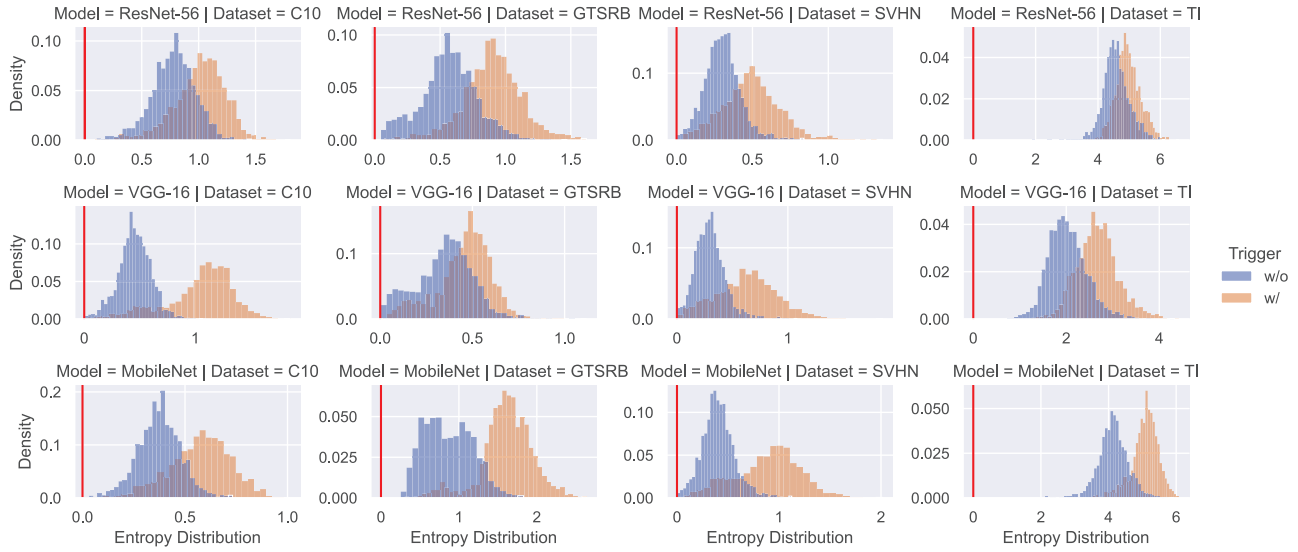 Model = ResNet-56 | Dataset = C10
Model = ResNet-56 | Dataset = GTSRB
Model = ResNet-56 | Dataset = SVHN
Model = ResNet-56 | Dataset = TI
Density
0.10
0.05
0.00
0.0 0.5 1.0 1.5
0.10
0.05
0.00
0.0 0.5 1.0 1.5
0.1
0.0
0.0 0.5 1.0
0.04
0.02
0.00
0 2 4 6
Model = VGG-16 | Dataset = C10
Model = VGG-16 | Dataset = GTSRB
Model = VGG-16 | Dataset = SVHN
Model = VGG-16 | Dataset = TI
Density
0.10
0.05
0.00
0 1
0.1
0.0
0.0 0.5 1.0
0.1
0.0
0 1
0.04
0.02
0.00
0 2 4
Trigger
w/o
w/
Model = MobileNet | Dataset = C10
Model = MobileNet | Dataset = GTSRB
Model = MobileNet | Dataset = SVHN
Model = MobileNet | Dataset = TI
Density
0.2
0.1
0.0
0.0 0.5 1.0
Entropy Distribution
0.050
0.025
0.000
0 1 2
Entropy Distribution
0.10
0.05
0.00
0 1 2
Entropy Distribution
0.050
0.025
0.000
0 2 4 6
Entropy Distribution